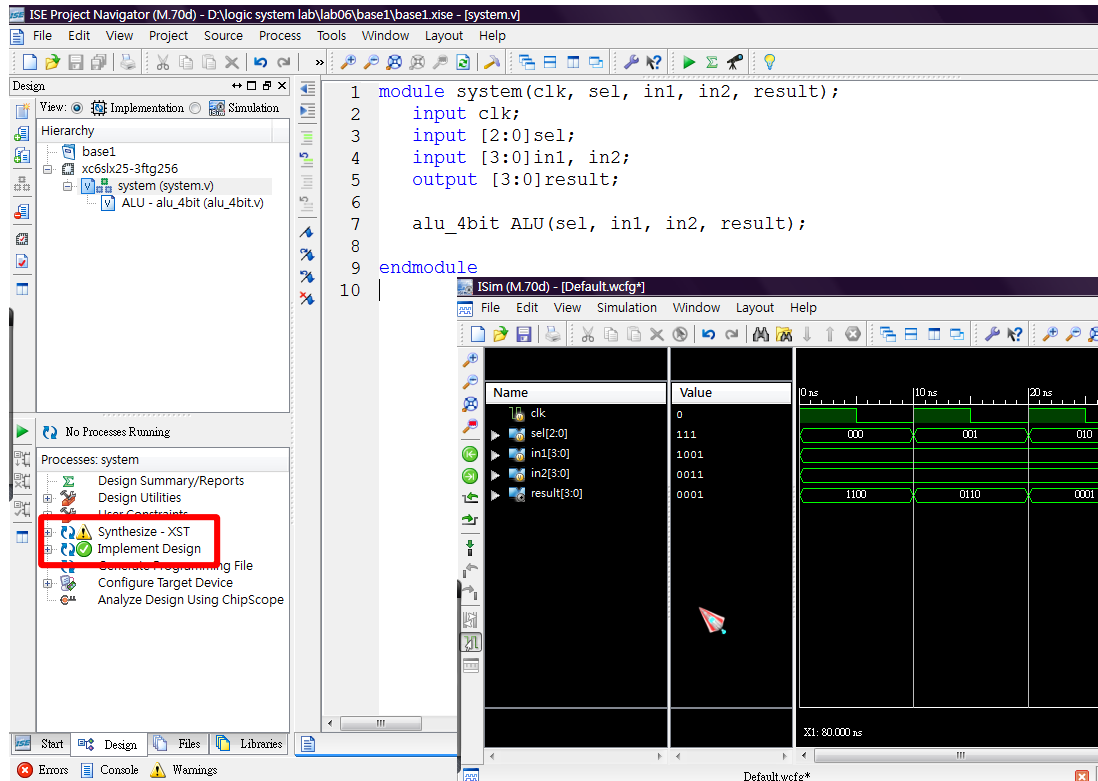 ISE Project Navigator (M.70d) - D:\logic system lab\lab06\base1\base1.xise - [system.v]
File Edit View Project Source Process Tools Window Layout Help
Design
View: Implementation Simulation
Hierarchy
base1
xc6slx25-3ftg256
system (system.v)
ALU - alu_4bit (alu_4bit.v)
No Processes Running
Processes: system
Design Summary/Reports
Design Utilities
User Constraints
Synthesize - XST
Implement Design
Generate Programming File
Configure Target Device
Analyze Design Using ChipScope
Start Design Files Libraries
Errors Console Warnings
1 module system(clk, sel, in1, in2, result);
2 input clk;
3 input [2:0]sel;
4 input [3:0]in1, in2;
5 output [3:0]result;
6
7 alu_4bit ALU(sel, in1, in2, result);
8
9 endmodule
10
ISim (M.70d) - [Default.wcfg*]
File Edit View Simulation Window Layout Help
Name Value
0 ns 10 ns 20 ns
clk 0
sel[2:0] 111 000 001 010
in1[3:0] 1001
in2[3:0] 0011
result[3:0] 0001 1100 0110 0001
X1: 80.000 ns
Default.wcfg*